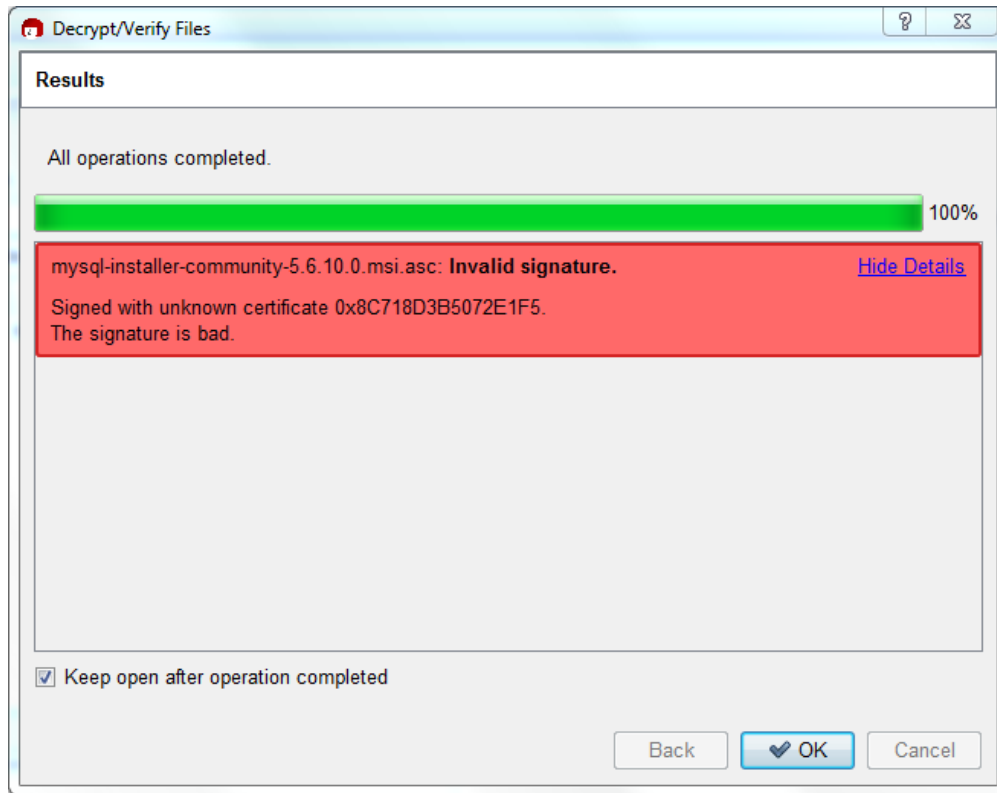 Decrypt/Verify Files
Results
All operations completed.
100%
mysql-installer-community-5.6.10.0.msi.asc: Invalid signature. Hide Details
Signed with unknown certificate 0x8C718D3B5072E1F5.
The signature is bad.
Keep open after operation completed
Back OK Cancel